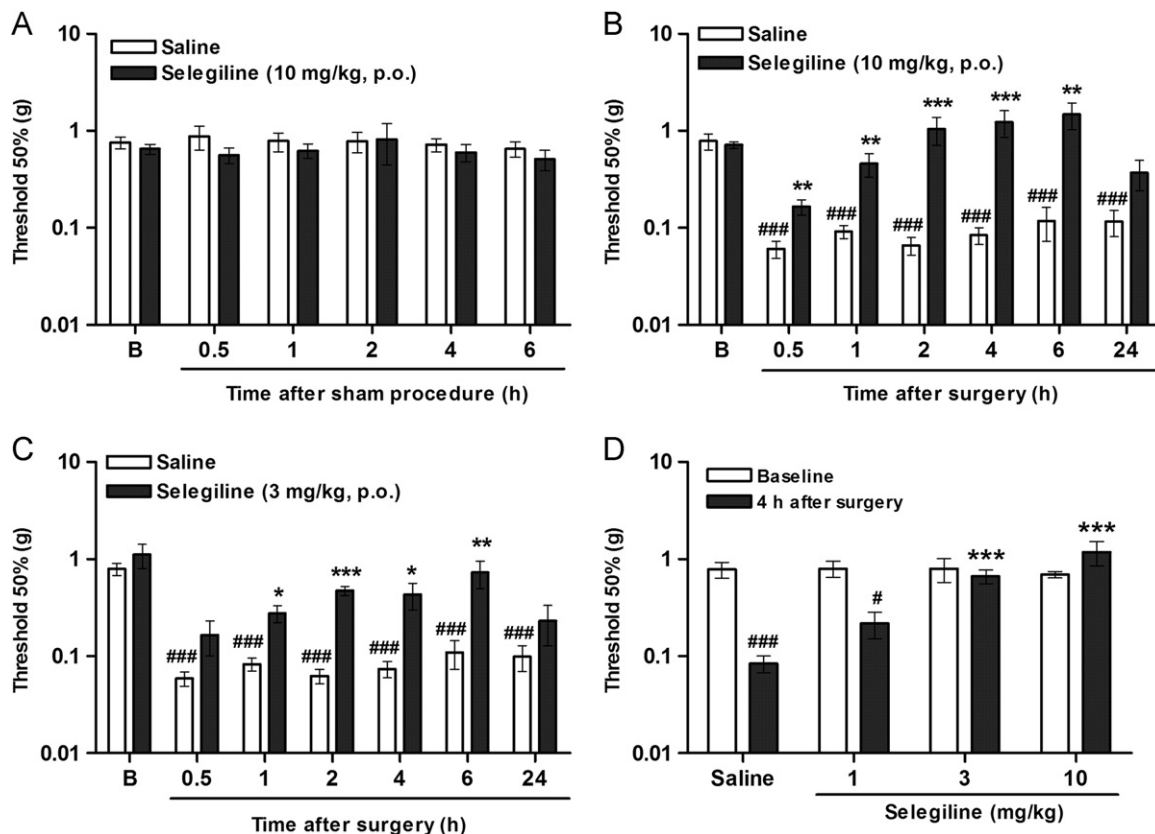 A
10
Saline
Selegiline (10 mg/kg, p.o.)
Threshold 50% (g)
1
0.1
0.01
B 0.5 1 2 4 6
Time after sham procedure (h)
B
10
Saline
Selegiline (10 mg/kg, p.o.)
Threshold 50% (g)
1
0.1
0.01
** ** *** *** **
### ### ### ### ### ###
B 0.5 1 2 4 6 24
Time after surgery (h)
C
10
Saline
Selegiline (3 mg/kg, p.o.)
Threshold 50% (g)
1
0.1
0.01
* *** * **
### ### ### ### ### ###
B 0.5 1 2 4 6 24
Time after surgery (h)
D
10
Baseline
4 h after surgery
Threshold 50% (g)
1
0.1
0.01
*** ***
### #
Saline 1 3 10
Selegiline (mg/kg)